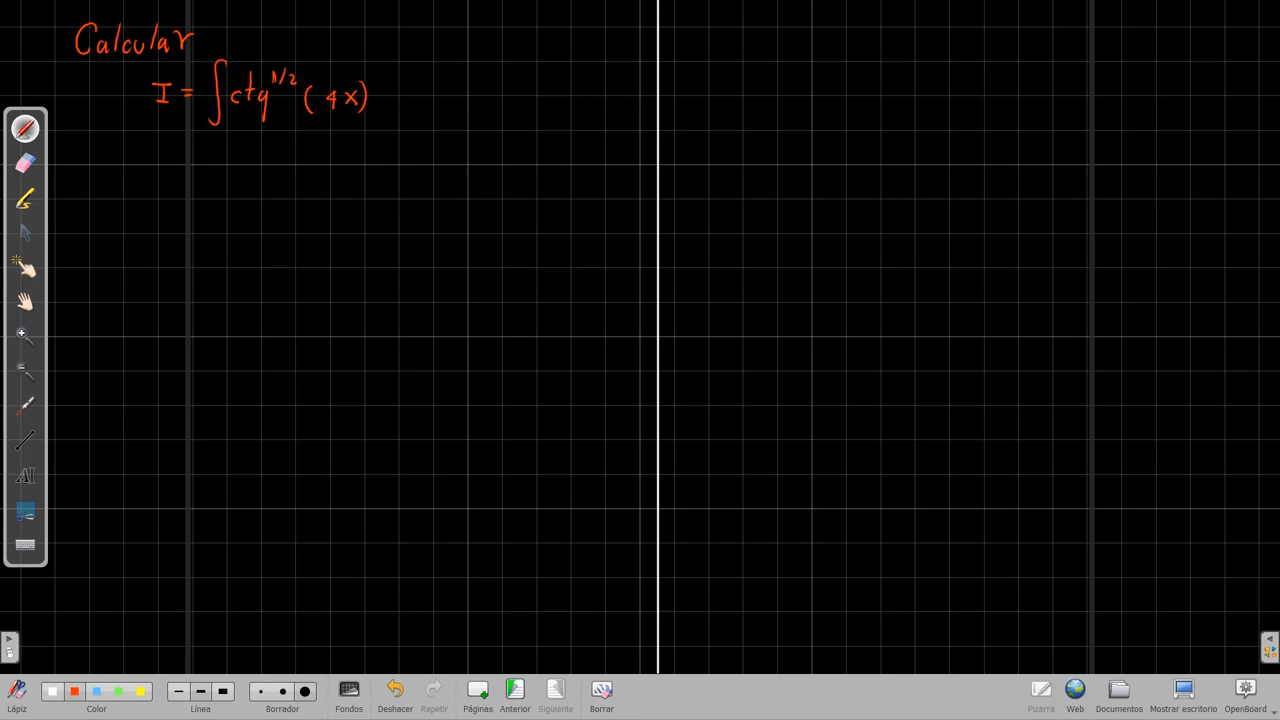 Calcular
I = ∫ ctg^1/2 (4x)
AI
Lápiz Color Línea Borrador Fondos Deshacer Repetir Páginas Anterior Siguiente Borrar Pizarra Web Documentos Mostrar escritorio OpenBoard